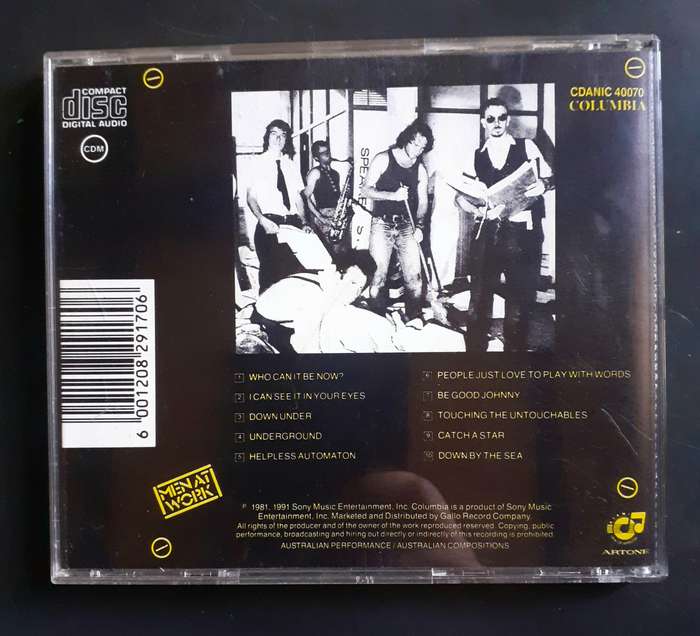 COMPACT
disc
DIGITAL AUDIO
CDM
CDANIC 40070
COLUMBIA
6 001208 291706
1 WHO CAN IT BE NOW?
2 I CAN SEE IT IN YOUR EYES
3 DOWN UNDER
4 UNDERGROUND
5 HELPLESS AUTOMATON
6 PEOPLE JUST LOVE TO PLAY WITH WORDS
7 BE GOOD JOHNNY
8 TOUCHING THE UNTOUCHABLES
9 CATCH A STAR
10 DOWN BY THE SEA
MEN AT
WORK
℗ 1981, 1991 Sony Music Entertainment, Inc. Columbia is a product of Sony Music
Entertainment, Inc. Marketed and Distributed by Gallo Record Company.
All rights of the producer and of the owner of the work reproduced reserved. Copying, public
performance, broadcasting and hiring out directly or indirectly of this recording is prohibited.
AUSTRALIAN PERFORMANCE / AUSTRALIAN COMPOSITIONS
ARTONE